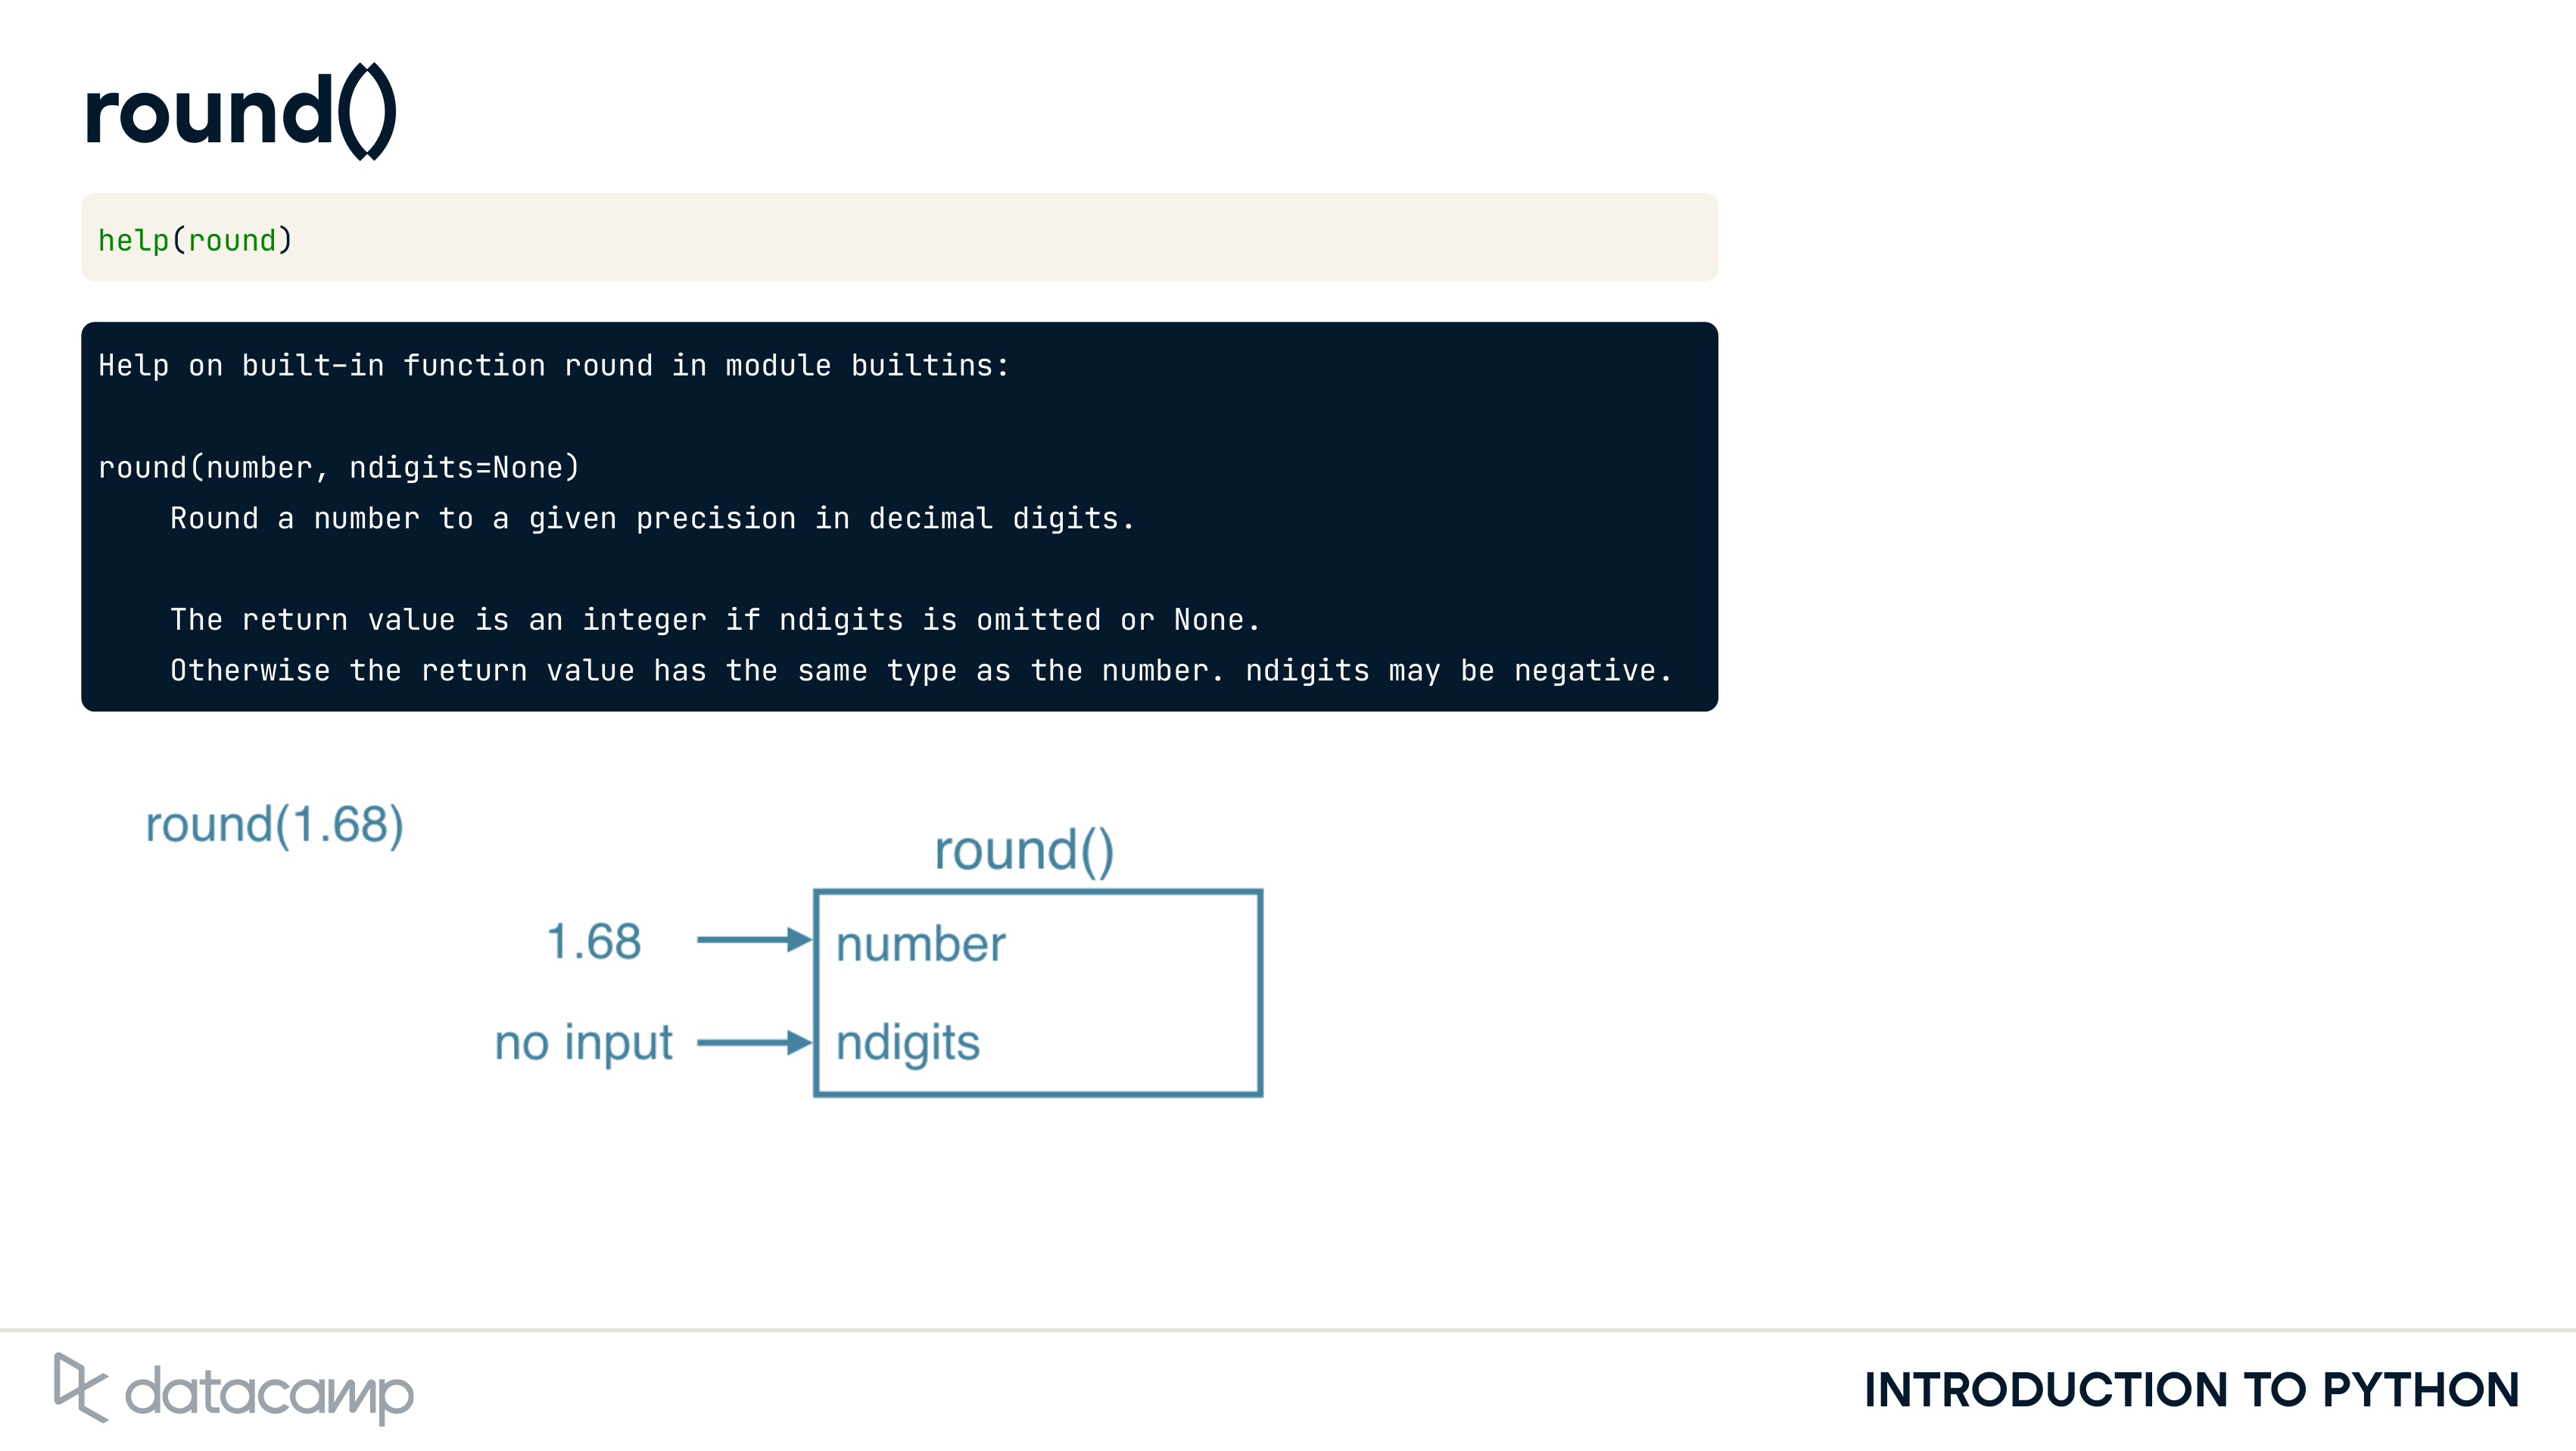 round()
help(round)
Help on built-in function round in module builtins:
round(number, ndigits=None)
Round a number to a given precision in decimal digits.
The return value is an integer if ndigits is omitted or None.
Otherwise the return value has the same type as the number. ndigits may be negative.
round(1.68)
round()
1.68
number
no input
ndigits
datacamp
INTRODUCTION TO PYTHON